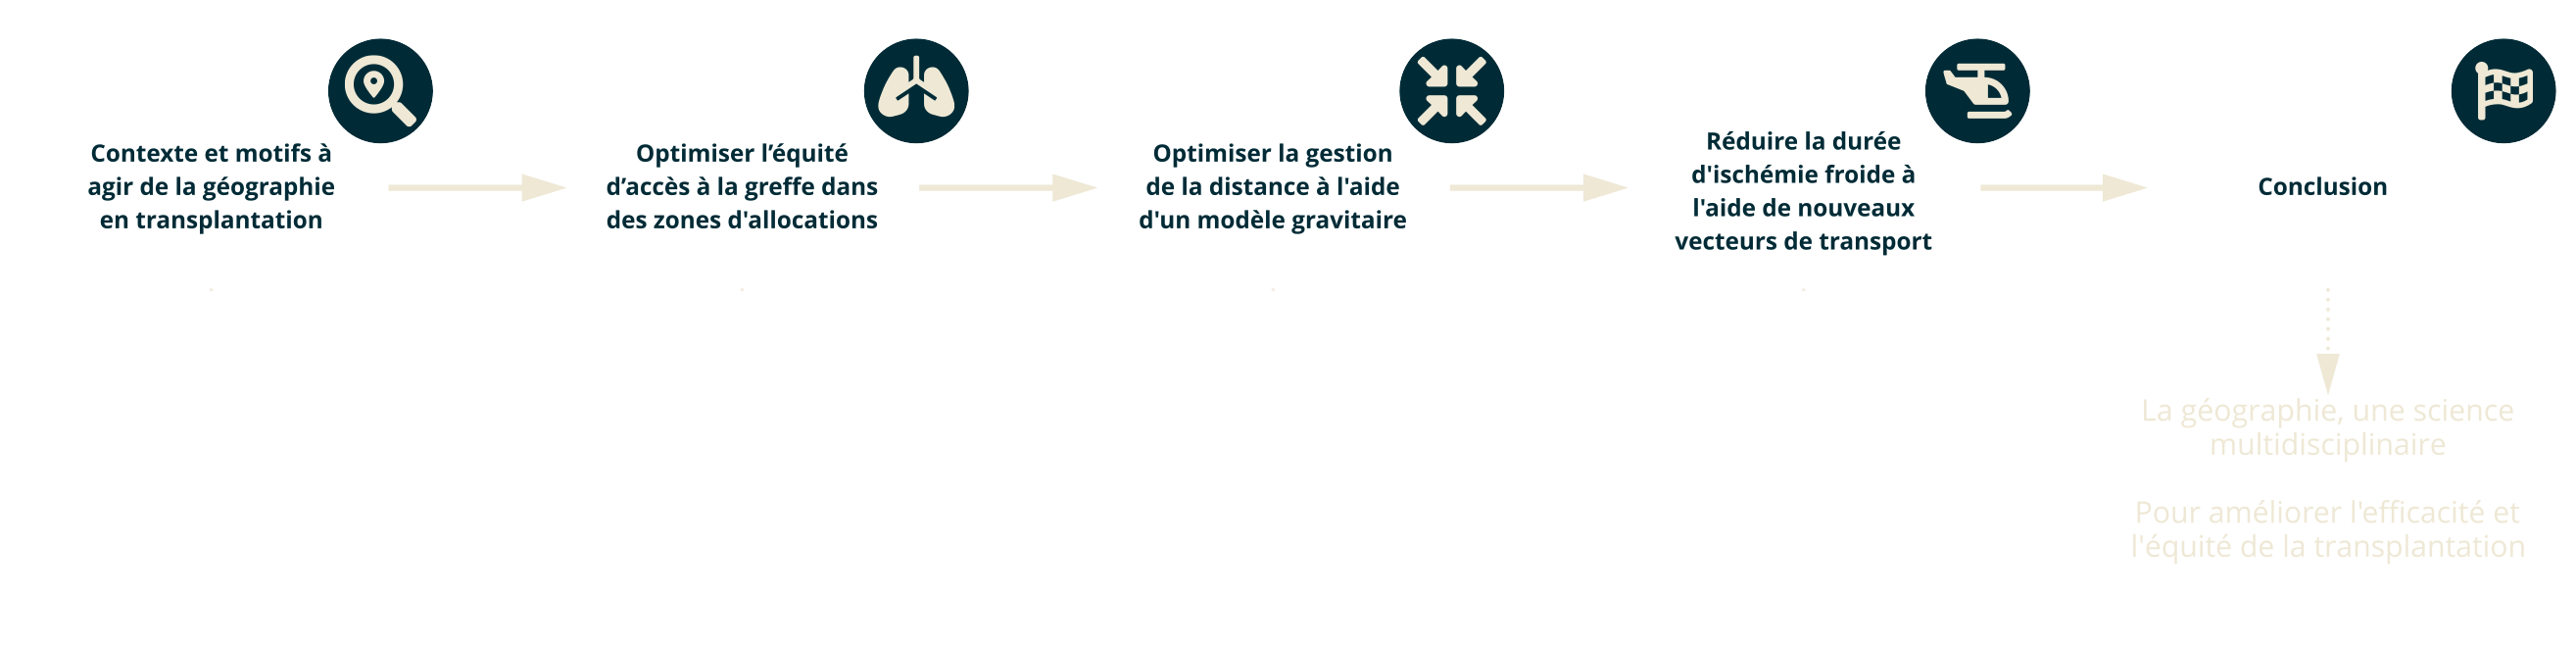 Contexte et motifs à
agir de la géographie
en transplantation
Optimiser l’équité
d’accès à la greffe dans
des zones d'allocations
Optimiser la gestion
de la distance à l'aide
d'un modèle gravitaire
Réduire la durée
d'ischémie froide à
l'aide de nouveaux
vecteurs de transport
Conclusion
La géographie, une science
multidisciplinaire
Pour améliorer l'efficacité et
l'équité de la transplantation